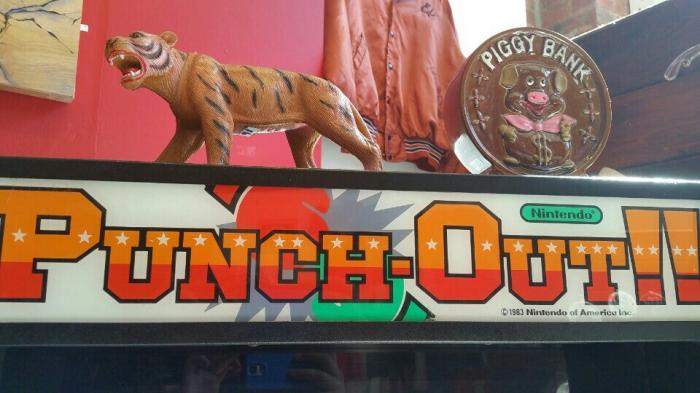 PIGGY BANK
Nintendo®
PUNCH-OUT!!
©1983 Nintendo of America Inc.